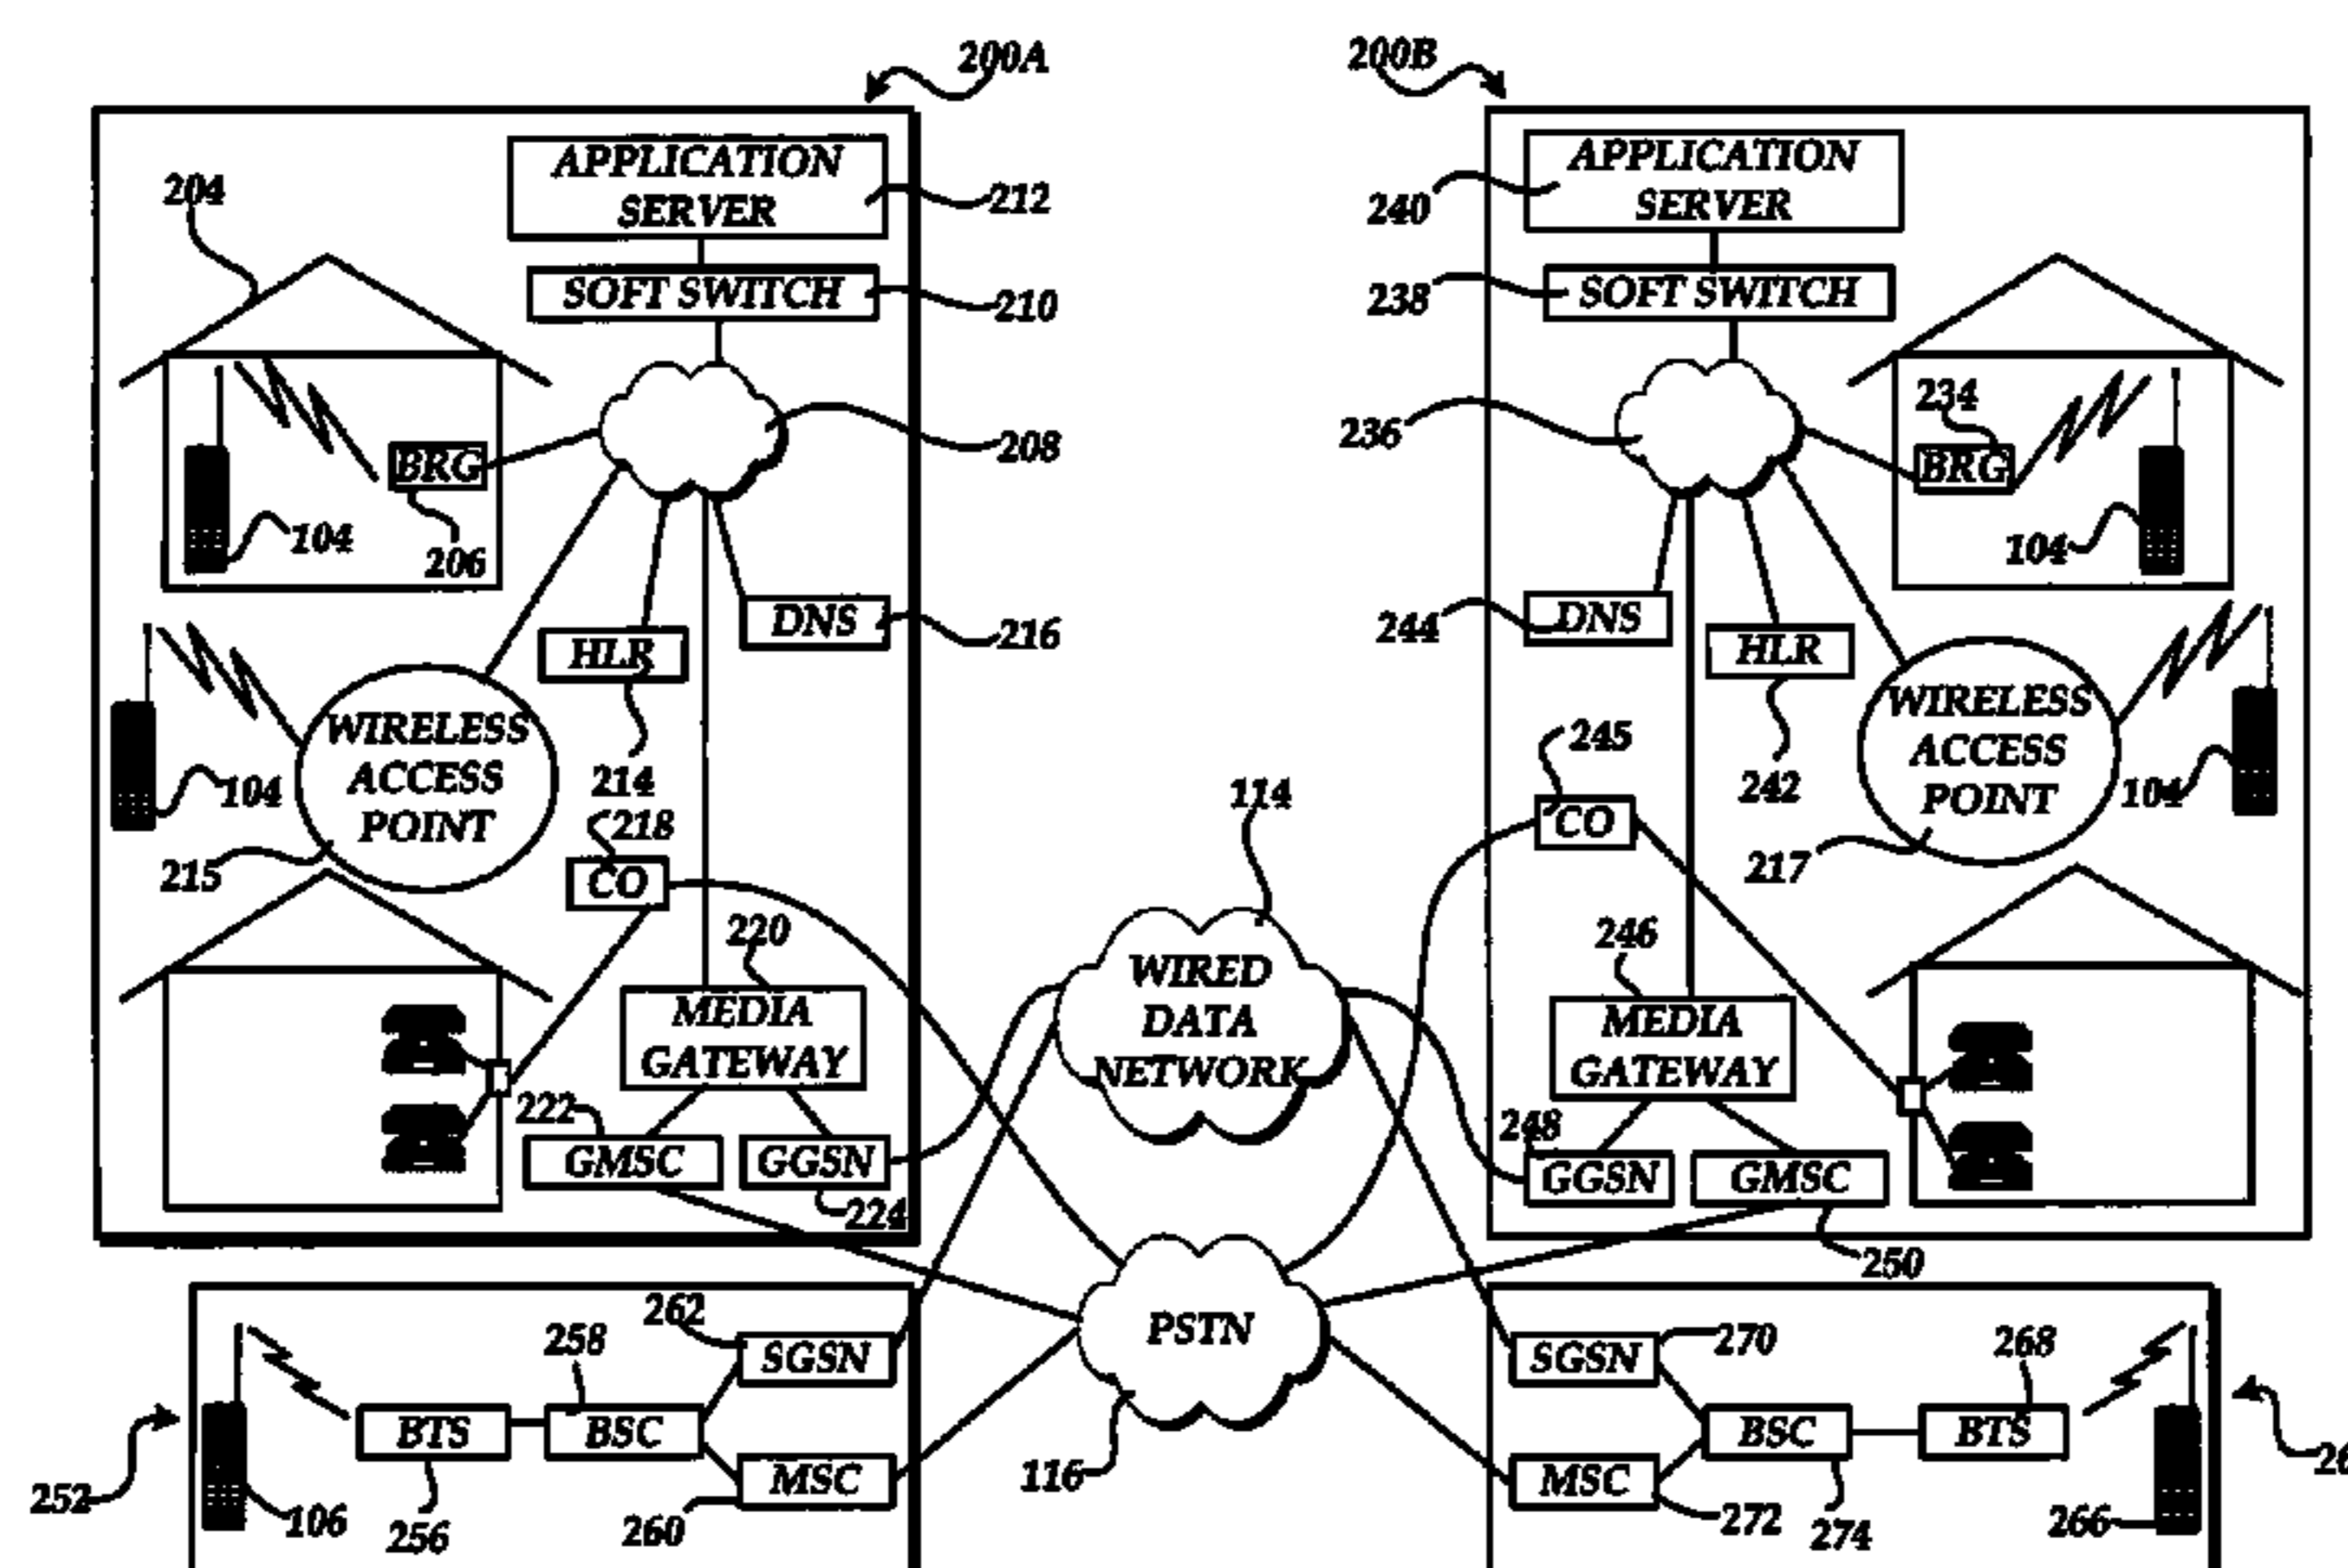 200A
200B
APPLICATION
SERVER
212
204
SOFT SWITCH
210
208
BRG
104
206
DNS
216
HLR
214
WIRELESS
ACCESS
POINT
104
215
218
CO
220
MEDIA
GATEWAY
222
GMSC
GGSN
224
APPLICATION
SERVER
240
SOFT SWITCH
238
236
234
BRG
104
DNS
244
HLR
242
WIRELESS
ACCESS
POINT
104
217
245
CO
246
MEDIA
GATEWAY
248
GGSN
GMSC
250
114
WIRED
DATA
NETWORK
PSTN
116
262
SGSN
258
BTS
BSC
MSC
252
106
256
260
SGSN
270
268
BSC
BTS
MSC
272
274
266